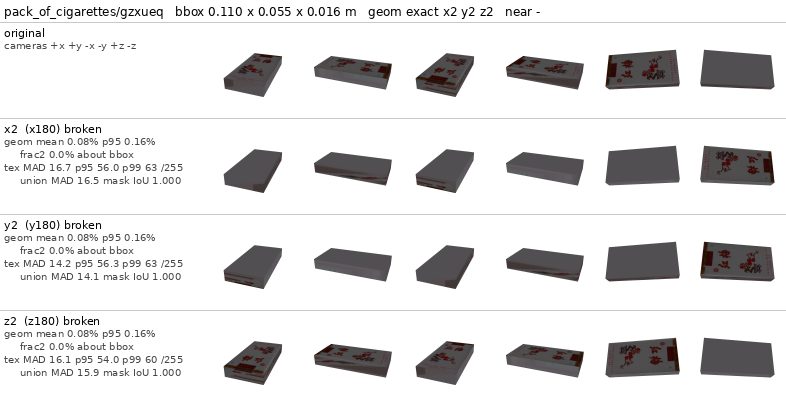 pack_of_cigarettes/gzxueq bbox 0.110 x 0.055 x 0.016 m geom exact x2 y2 z2 near -
original
cameras +x +y -x -y +z -z
x2 (x180) broken
geom mean 0.08% p95 0.16%
frac2 0.0% about bbox
tex MAD 16.7 p95 56.0 p99 63 /255
union MAD 16.5 mask IoU 1.000
y2 (y180) broken
geom mean 0.08% p95 0.16%
frac2 0.0% about bbox
tex MAD 14.2 p95 56.3 p99 63 /255
union MAD 14.1 mask IoU 1.000
z2 (z180) broken
geom mean 0.08% p95 0.16%
frac2 0.0% about bbox
tex MAD 16.1 p95 54.0 p99 63 /255
union MAD 15.9 mask IoU 1.000